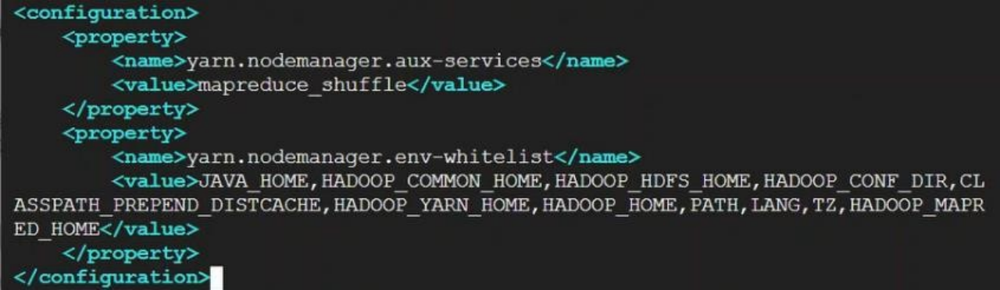 <configuration>
    <property>
        <name>yarn.nodemanager.aux-services</name>
        <value>mapreduce_shuffle</value>
    </property>
    <property>
        <name>yarn.nodemanager.env-whitelist</name>
        <value>JAVA_HOME,HADOOP_COMMON_HOME,HADOOP_HDFS_HOME,HADOOP_CONF_DIR,CL
ASSPATH_PREPEND_DISTCACHE,HADOOP_YARN_HOME,HADOOP_HOME,PATH,LANG,TZ,HADOOP_MAPR
ED_HOME</value>
    </property>
</configuration>